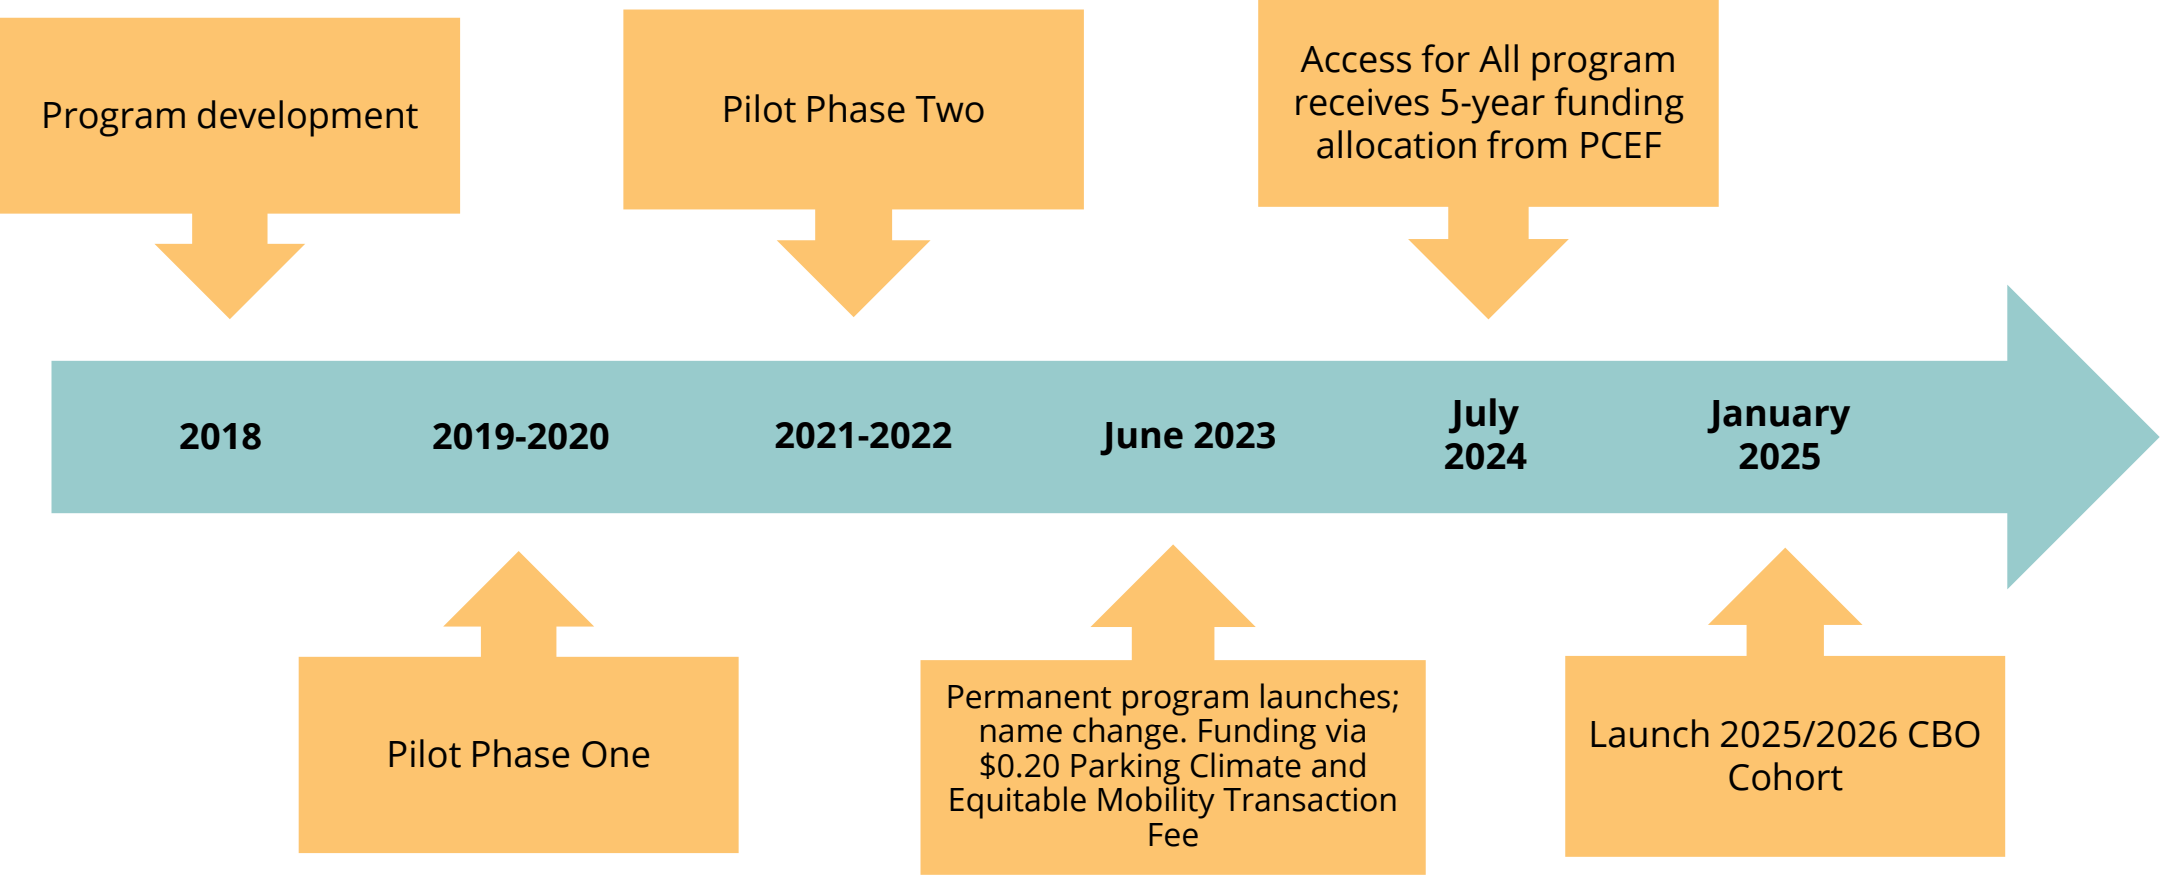 Program development
Pilot Phase Two
Access for All program
receives 5-year funding
allocation from PCEF
2018
2019-2020
2021-2022
June 2023
July
2024
January
2025
Pilot Phase One
Permanent program launches;
name change. Funding via
$0.20 Parking Climate and
Equitable Mobility Transaction
Fee
Launch 2025/2026 CBO
Cohort